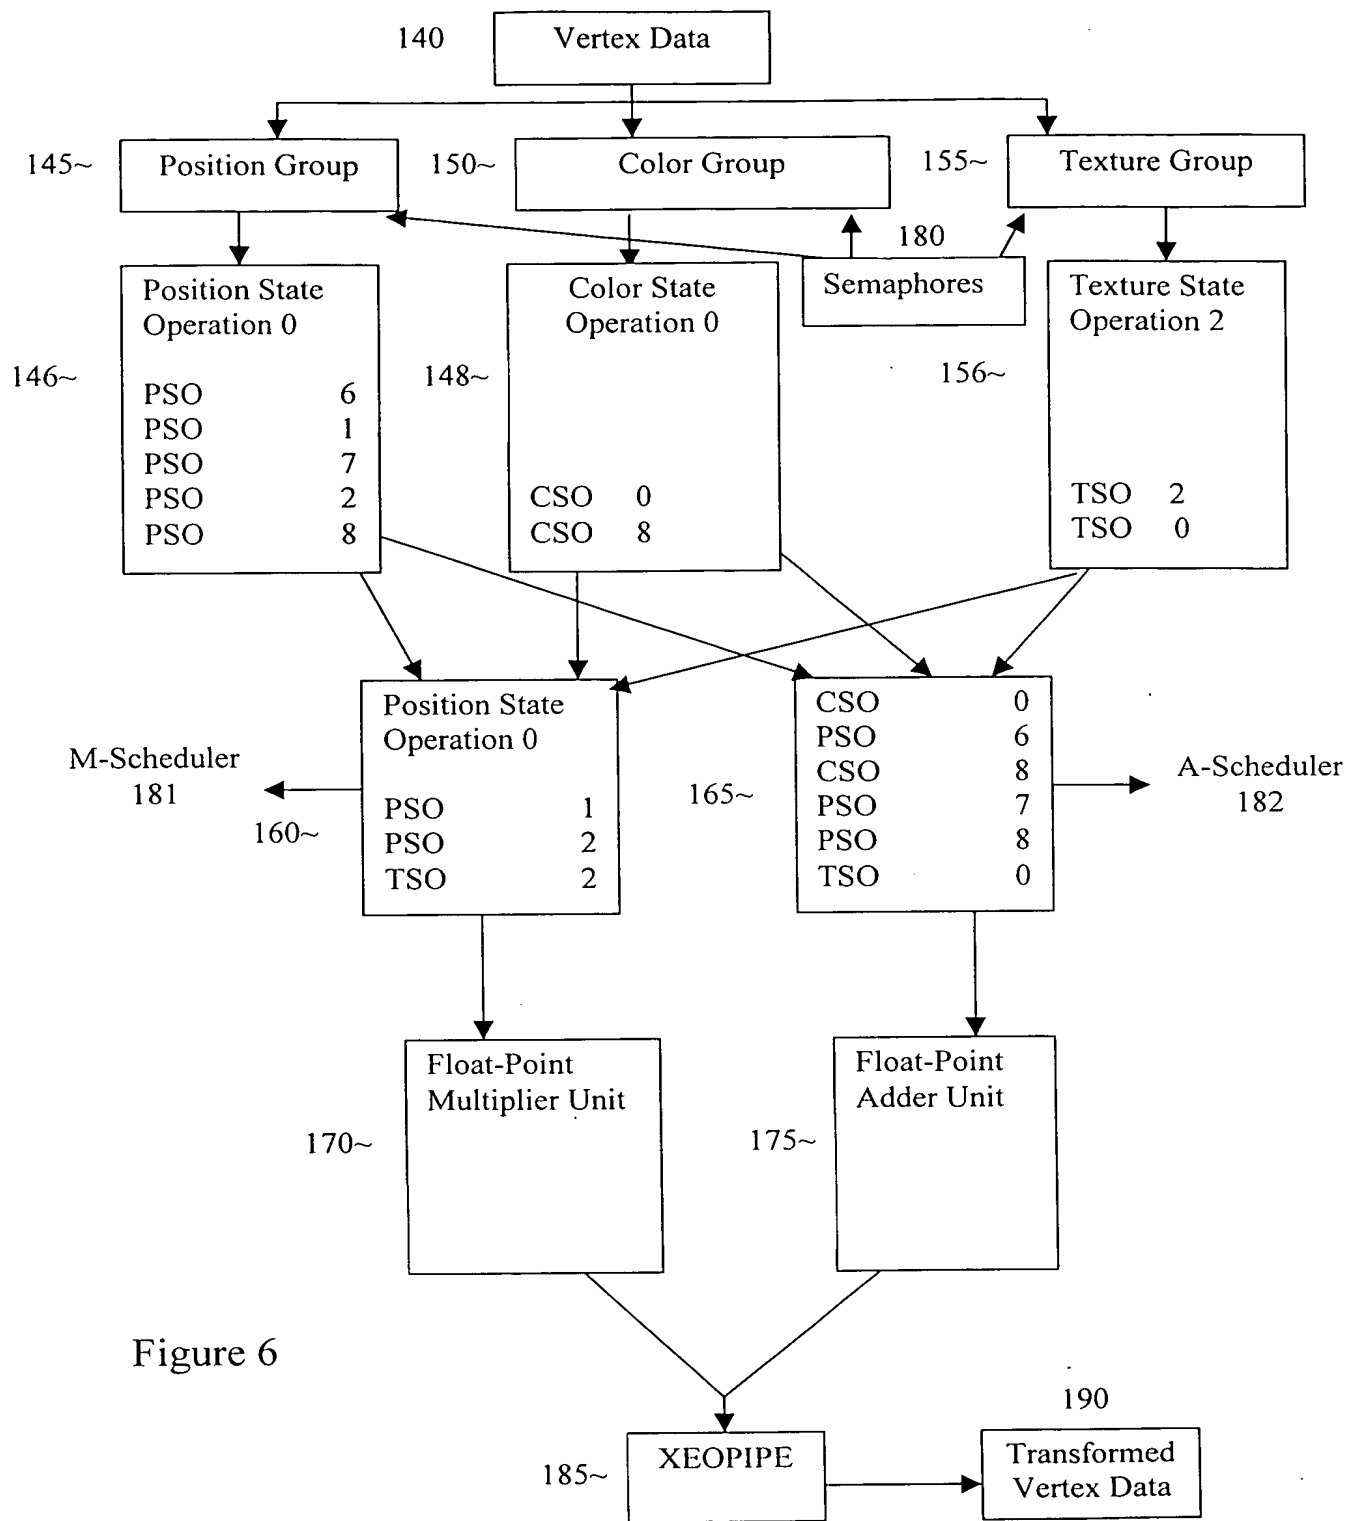 140 Vertex Data
145~ Position Group
150~ Color Group
155~ Texture Group
180
Semaphores
146~
Position State
Operation 0
PSO 6
PSO 1
PSO 7
PSO 2
PSO 8
148~
Color State
Operation 0
CSO 0
CSO 8
156~
Texture State
Operation 2
TSO 2
TSO 0
M-Scheduler
181
160~
Position State
Operation 0
PSO 1
PSO 2
TSO 2
165~
CSO 0
PSO 6
CSO 8
PSO 7
PSO 8
TSO 0
A-Scheduler
182
170~
Float-Point
Multiplier Unit
175~
Float-Point
Adder Unit
Figure 6
185~ XEOPIPE
190
Transformed
Vertex Data